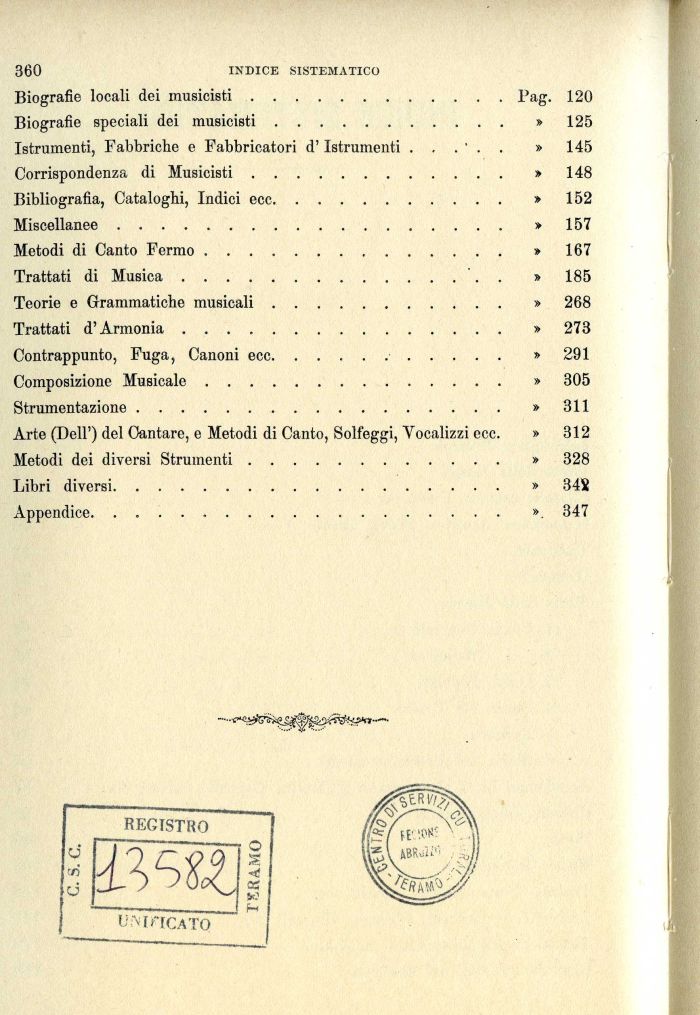 360 INDICE SISTEMATICO
Biografie locali dei musicisti . . . . . . . . . . . . Pag. 120
Biografie speciali dei musicisti . . . . . . . . . . . » 125
Istrumenti, Fabbriche e Fabbricatori d' Istrumenti . . . . . » 145
Corrispondenza di Musicisti . . . . . . . . . . . . » 148
Bibliografia, Cataloghi, Indici ecc. . . . . . . . . . » 152
Miscellanee . . . . . . . . . . . . . . . . . » 157
Metodi di Canto Fermo . . . . . . . . . . . . . . » 167
Trattati di Musica . . . . . . . . . . . . . . . » 185
Teorie e Grammatiche musicali . . . . . . . . . . . . » 268
Trattati d'Armonia . . . . . . . . . . . . . . . » 273
Contrappunto, Fuga, Canoni ecc. . . . . . . . . . » 291
Composizione Musicale . . . . . . . . . . . . . . » 305
Strumentazione . . . . . . . . . . . . . . . . . » 311
Arte (Dell') del Cantare, e Metodi di Canto, Solfeggi, Vocalizzi ecc. » 312
Metodi dei diversi Strumenti . . . . . . . . . . . . » 328
Libri diversi. . . . . . . . . . . . . . . . . » 342
Appendice. . . . . . . . . . . . . . . . . . » 347
REGISTRO
C. S. C.
13582
TERAMO
UNIFICATO
CENTRO DI SERVIZI CULTURALI
REGIONE
ABRUZZO
- TERAMO -